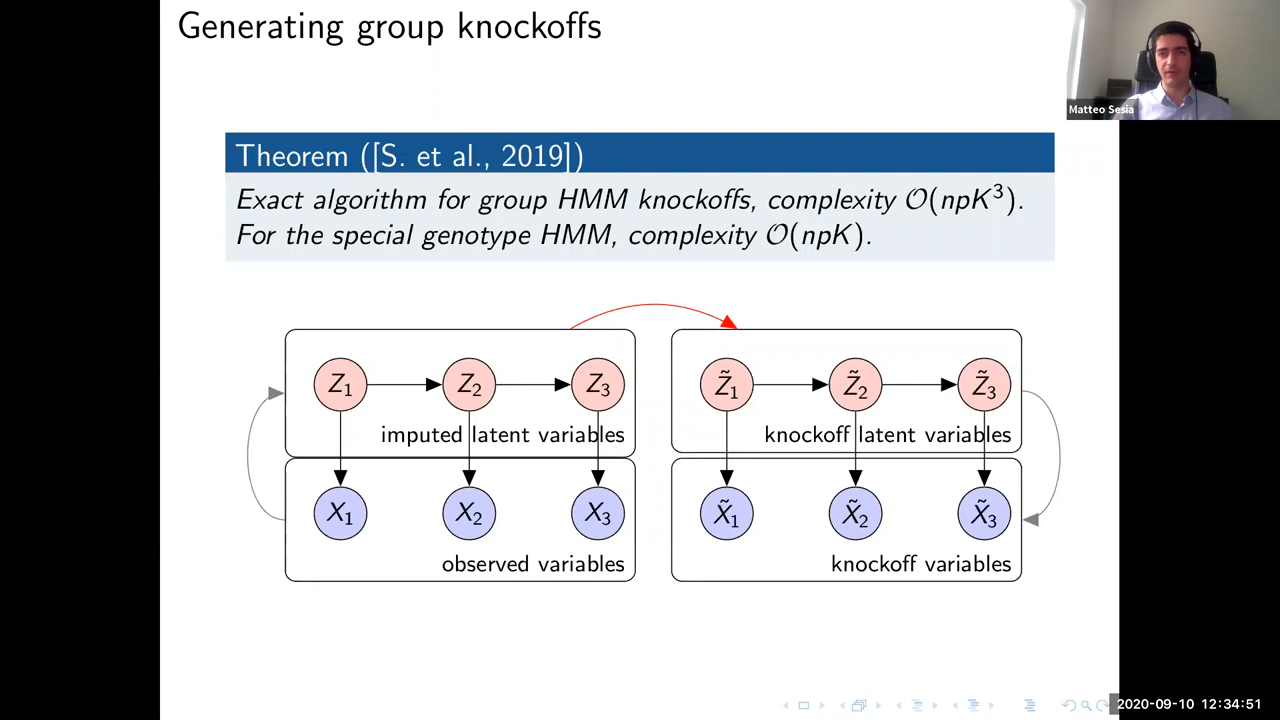 Generating group knockoffs
Matteo Sesia
Theorem ([S. et al., 2019])
Exact algorithm for group HMM knockoffs, complexity 𝒪(npK³).
For the special genotype HMM, complexity 𝒪(npK).
Z₁ Z₂ Z₃
imputed latent variables
X₁ X₂ X₃
observed variables
Z̃₁ Z̃₂ Z̃₃
knockoff latent variables
X̃₁ X̃₂ X̃₃
knockoff variables
2020-09-10 12:34:51